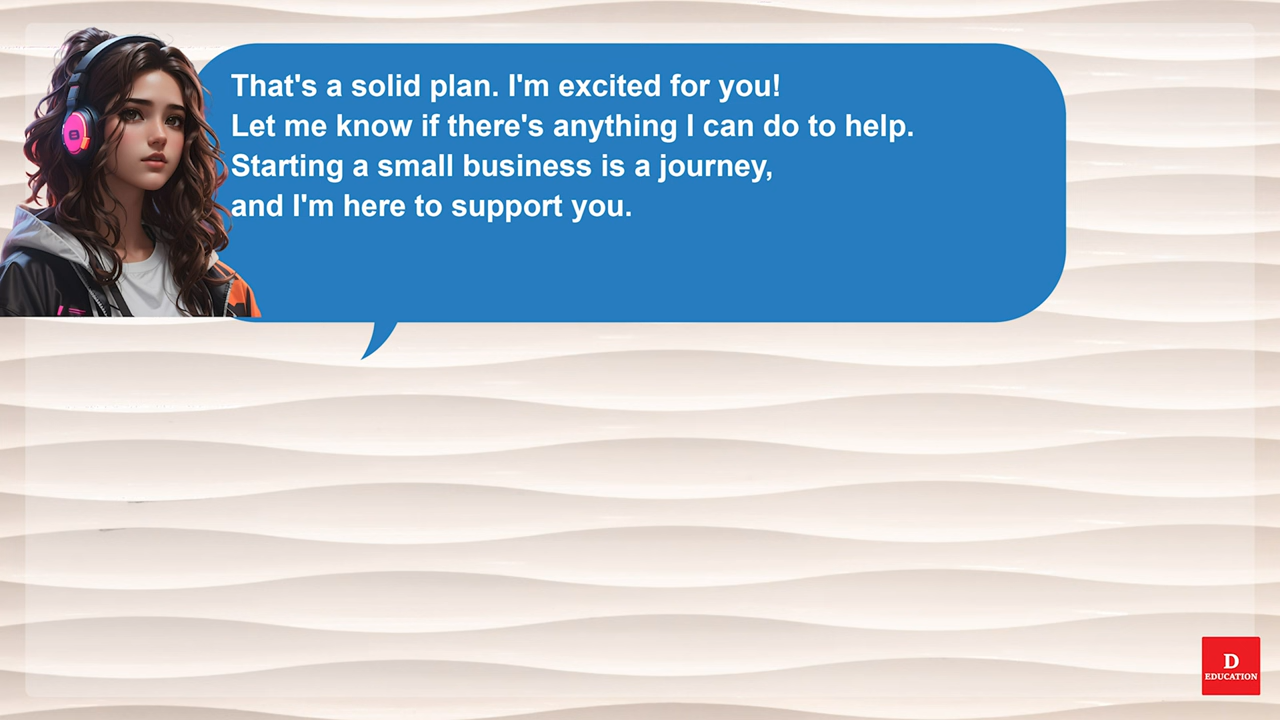 That's a solid plan. I'm excited for you!
Let me know if there's anything I can do to help.
Starting a small business is a journey,
and I'm here to support you.
D
EDUCATION